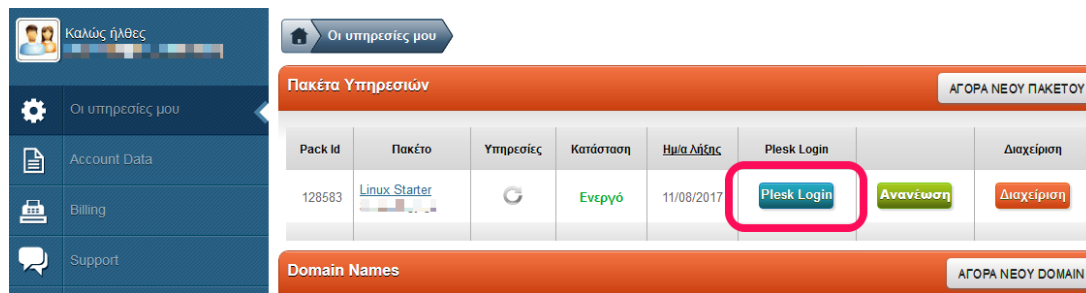 Καλώς ήλθες
Οι υπηρεσίες μου
Account Data
Billing
Support
Οι υπηρεσίες μου
Πακέτα Υπηρεσιών
ΑΓΟΡΑ ΝΕΟΥ ΠΑΚΕΤΟΥ
Pack Id Πακέτο Υπηρεσίες Κατάσταση Ημ/α Λήξης Plesk Login Διαχείριση
128583 Linux Starter Ενεργό 11/08/2017 Plesk Login Ανανέωση Διαχείριση
Domain Names
ΑΓΟΡΑ ΝΕΟΥ DOMAIN